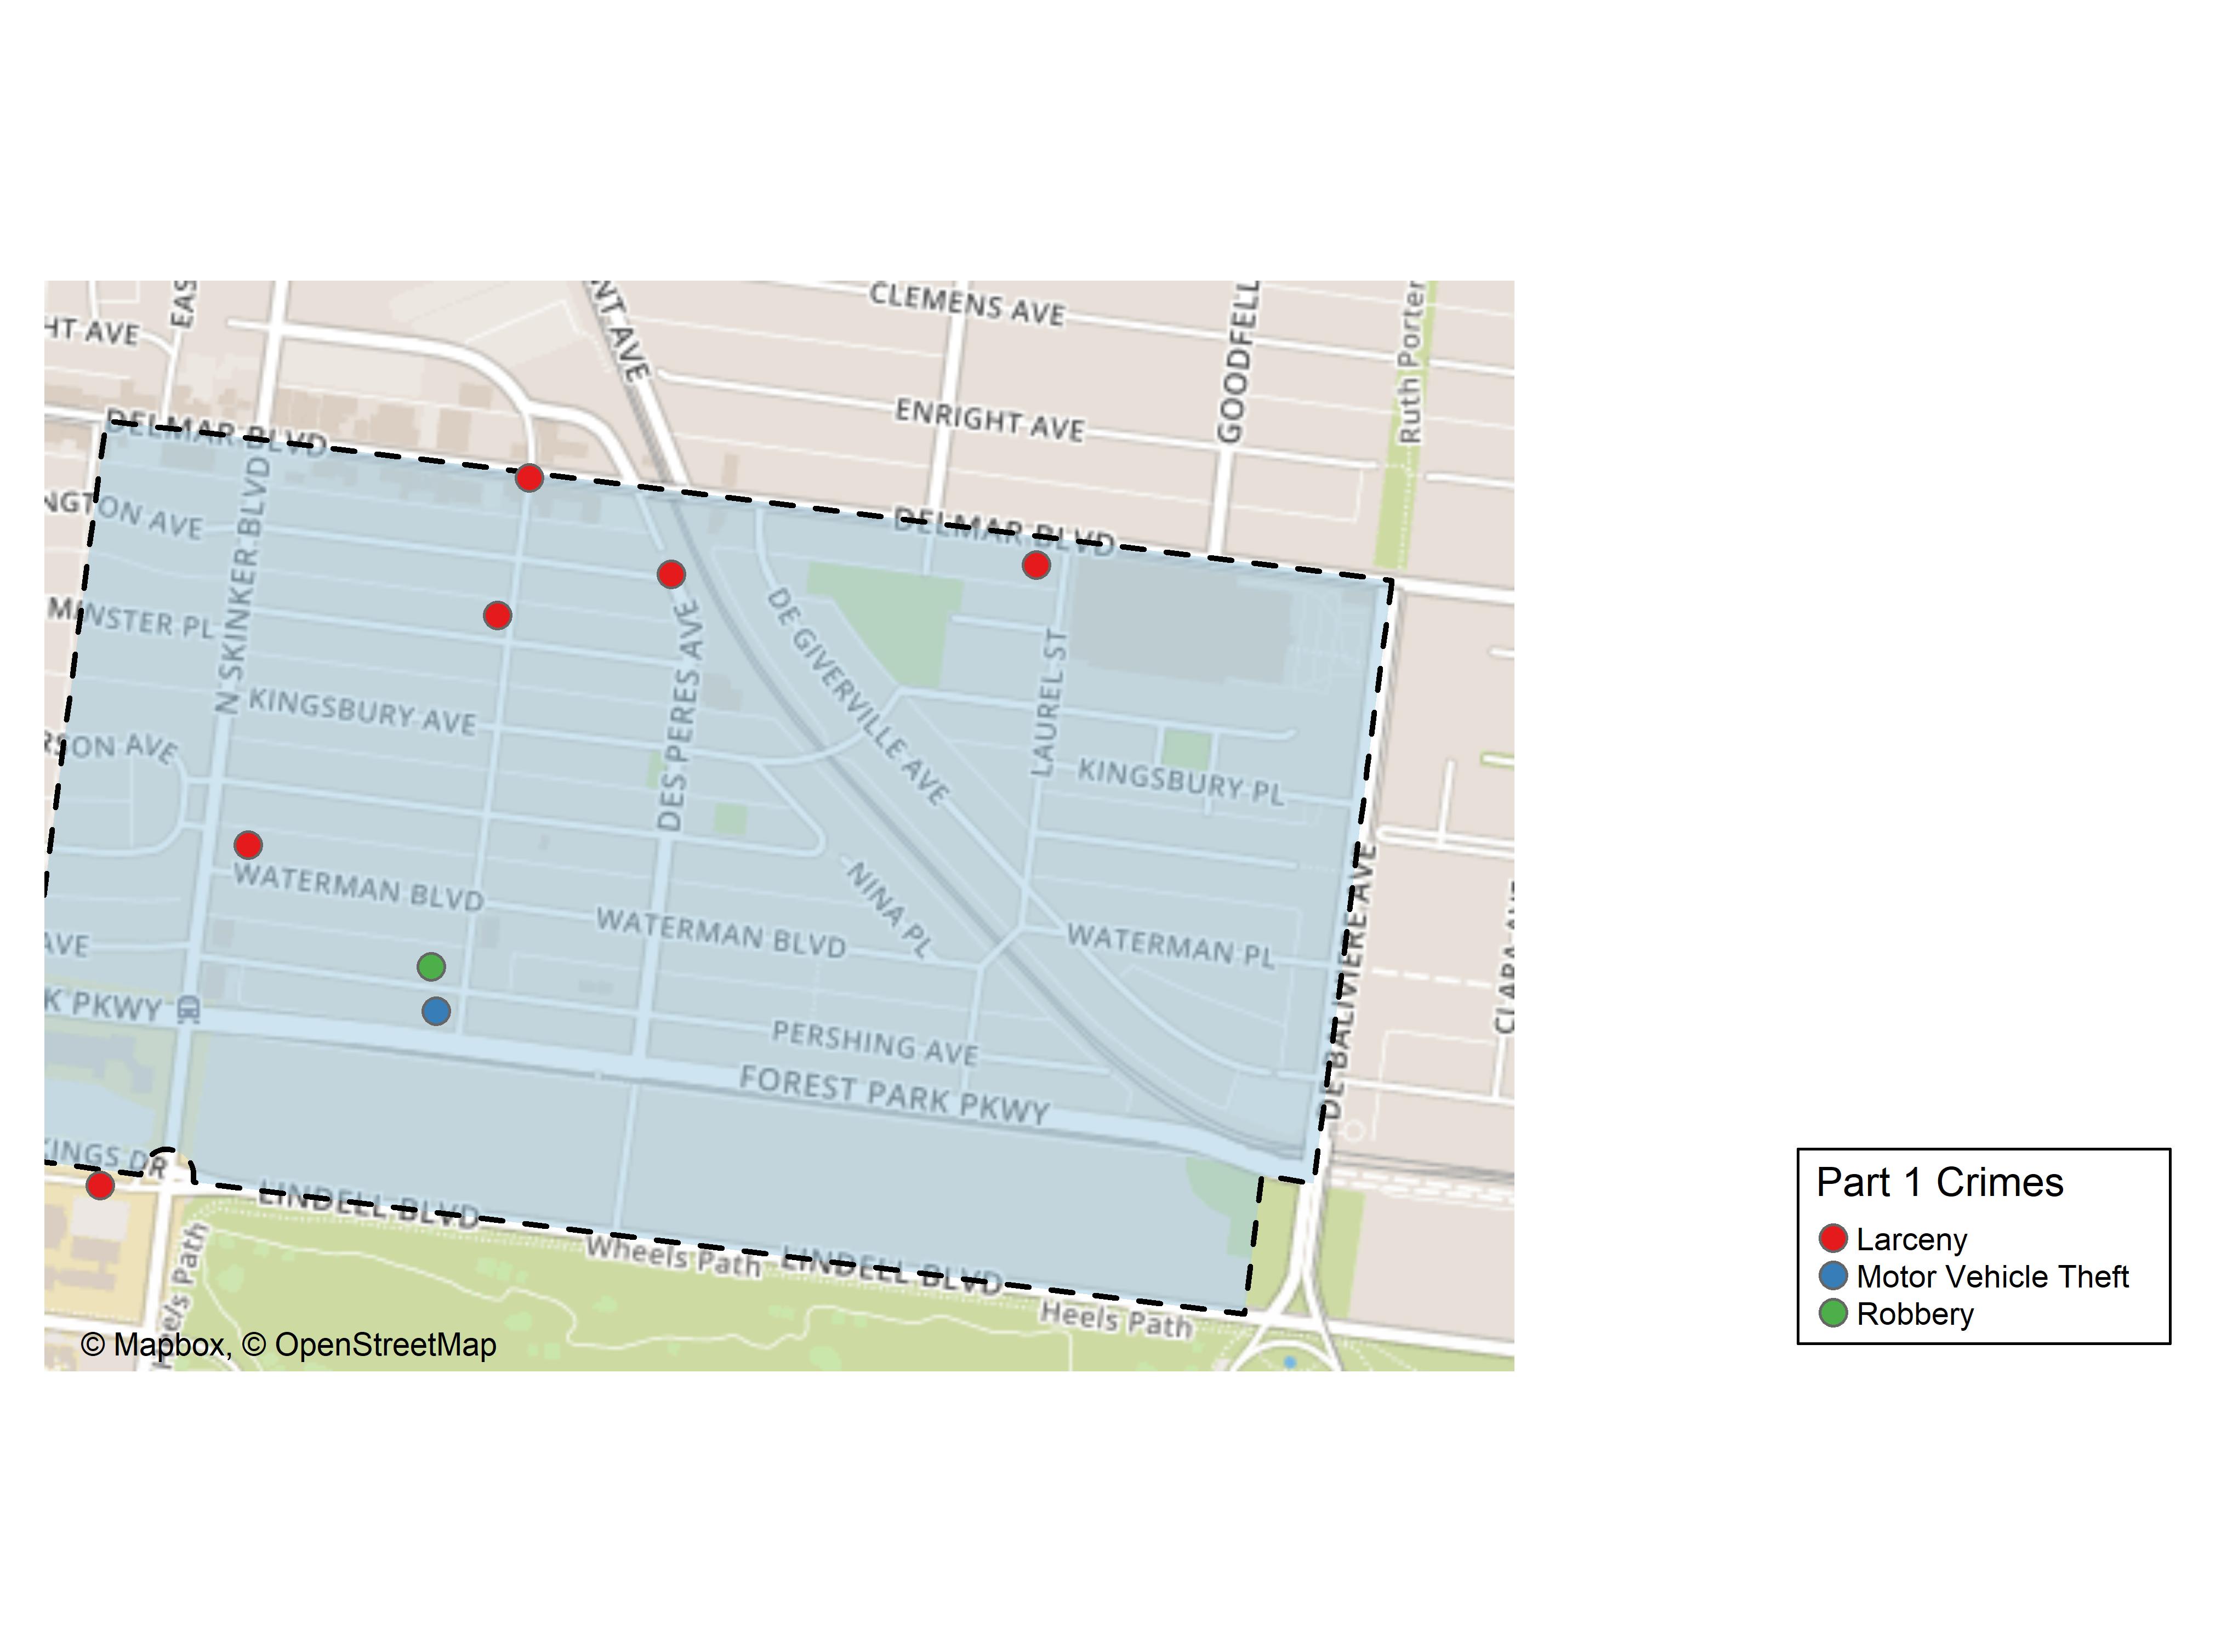 EAS
NT AVE
CLEMENS AVE
GOODFELL
Ruth Porter
HT AVE
ENRIGHT AVE
DELMAR BLVD
NGTON AVE
DELMAR BLVD
N SKINKER BLVD
MINSTER PL
DE GIVERVILLE AVE
DES PERES AVE
LAUREL ST
KINGSBURY AVE
RSON AVE
KINGSBURY PL
WATERMAN BLVD
NINA PL
WATERMAN BLVD
WATERMAN PL
DE BALIVIERE AVE
CLARA AVE
AVE
K PKWY
PERSHING AVE
FOREST PARK PKWY
KINGS DR
LINDELL BLVD
Wheels Path
LINDELL BLVD
Heels Path
Heels Path
© Mapbox, © OpenStreetMap
Part 1 Crimes
Larceny
Motor Vehicle Theft
Robbery